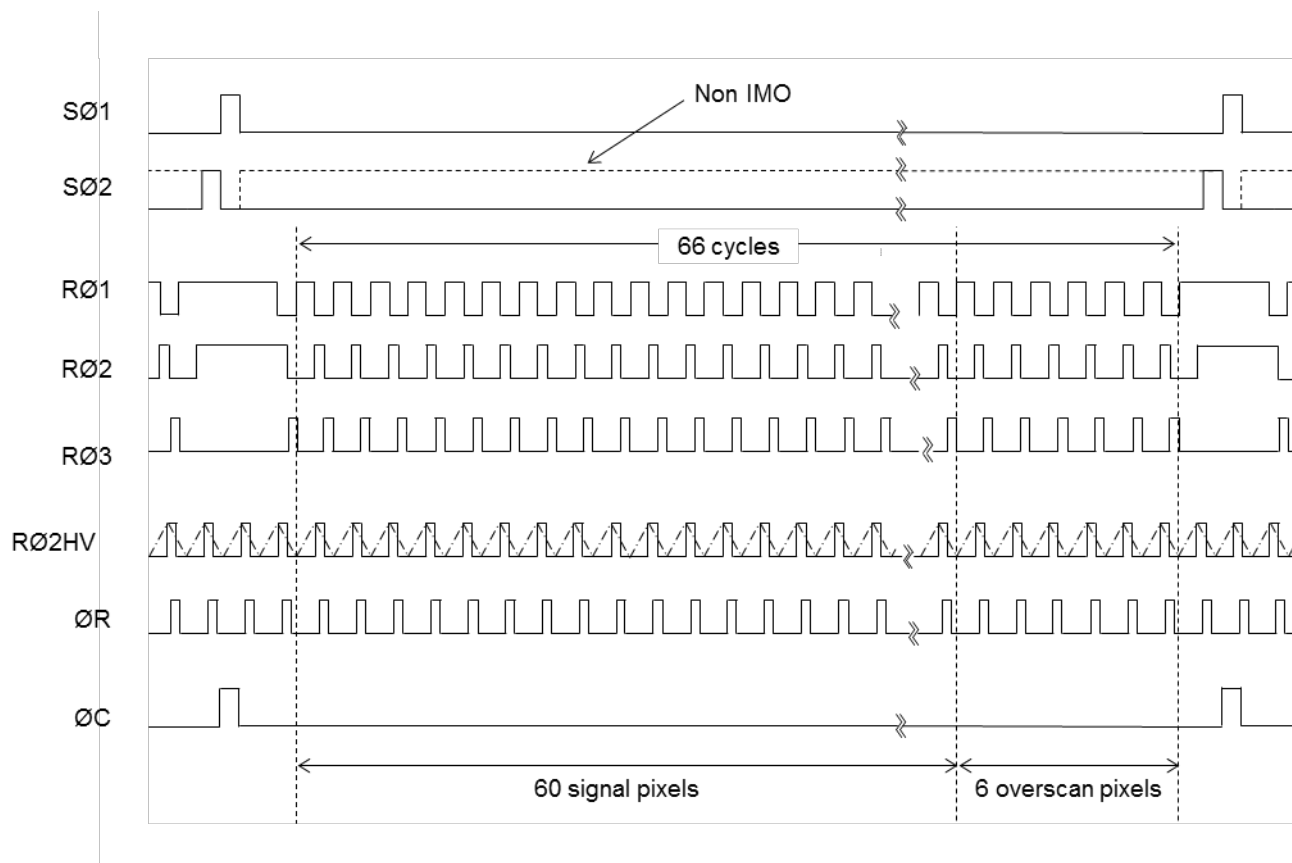 Non IMO
SØ1
SØ2
66 cycles
RØ1
RØ2
RØ3
RØ2HV
ØR
ØC
60 signal pixels
6 overscan pixels